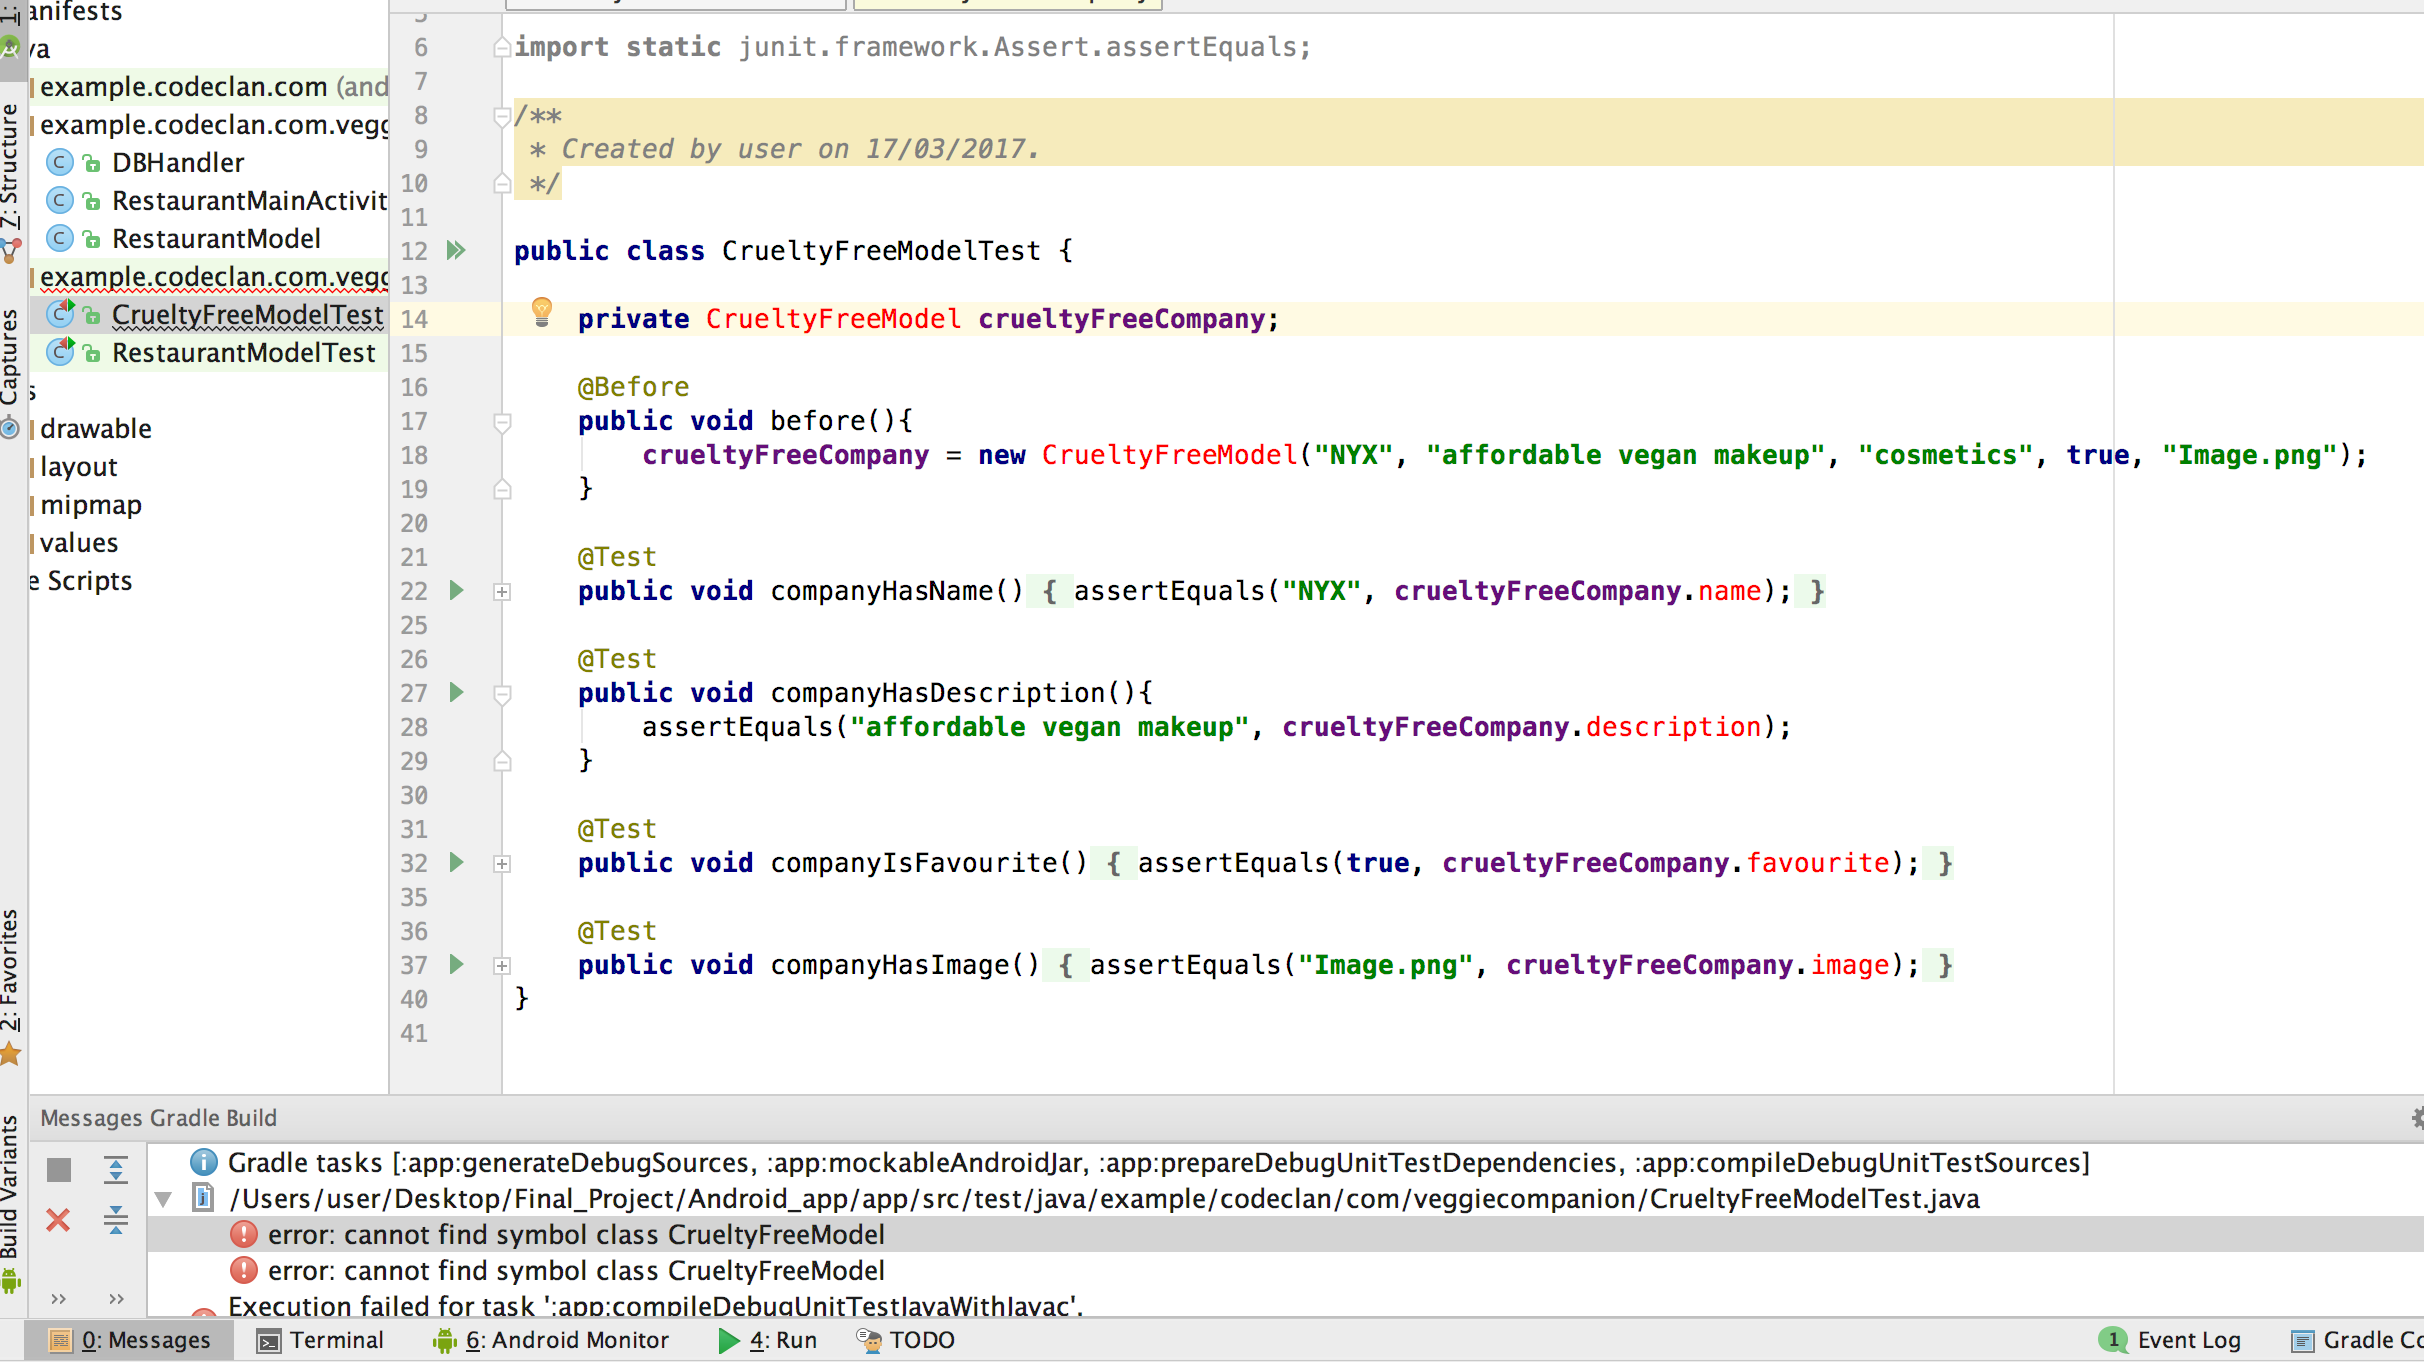 1:
anifests
va
example.codeclan.com (and
example.codeclan.com.vegg
DBHandler
RestaurantMainActivit
RestaurantModel
example.codeclan.com.vegg
CrueltyFreeModelTest
RestaurantModelTest
s
drawable
layout
mipmap
values
e Scripts
7: Structure
Captures
2: Favorites
Build Variants
5
6 import static junit.framework.Assert.assertEquals;
7
8 /**
9 * Created by user on 17/03/2017.
10 */
11
12 public class CrueltyFreeModelTest {
13
14 private CrueltyFreeModel crueltyFreeCompany;
15
16 @Before
17 public void before(){
18 crueltyFreeCompany = new CrueltyFreeModel("NYX", "affordable vegan makeup", "cosmetics", true, "Image.png");
19 }
20
21 @Test
22 public void companyHasName() { assertEquals("NYX", crueltyFreeCompany.name); }
25
26 @Test
27 public void companyHasDescription(){
28 assertEquals("affordable vegan makeup", crueltyFreeCompany.description);
29 }
30
31 @Test
32 public void companyIsFavourite() { assertEquals(true, crueltyFreeCompany.favourite); }
35
36 @Test
37 public void companyHasImage() { assertEquals("Image.png", crueltyFreeCompany.image); }
40 }
41
Messages Gradle Build
Gradle tasks [:app:generateDebugSources, :app:mockableAndroidJar, :app:prepareDebugUnitTestDependencies, :app:compileDebugUnitTestSources]
/Users/user/Desktop/Final_Project/Android_app/app/src/test/java/example/codeclan/com/veggiecompanion/CrueltyFreeModelTest.java
error: cannot find symbol class CrueltyFreeModel
error: cannot find symbol class CrueltyFreeModel
Execution failed for task ':app:compileDebugUnitTestJavaWithJavac'.
0: Messages Terminal 6: Android Monitor 4: Run TODO 1 Event Log Gradle Co